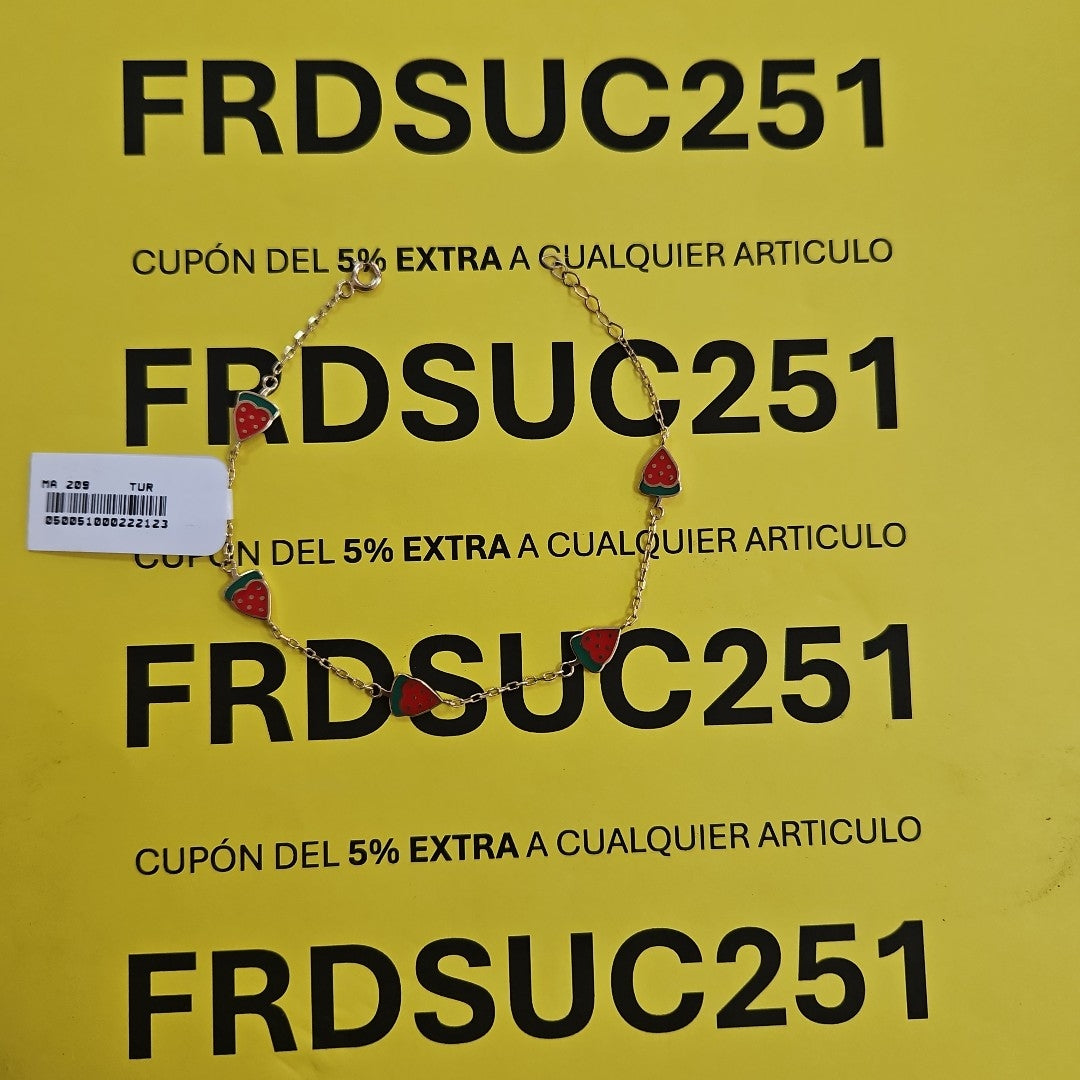 FRDSUC251
CUPÓN DEL 5% EXTRA A CUALQUIER ARTICULO
FRDSUC251
MA 209 TUR
050051000222123
CUPÓN DEL 5% EXTRA A CUALQUIER ARTICULO
FRDSUC251
CUPÓN DEL 5% EXTRA A CUALQUIER ARTICULO
FRDSUC251